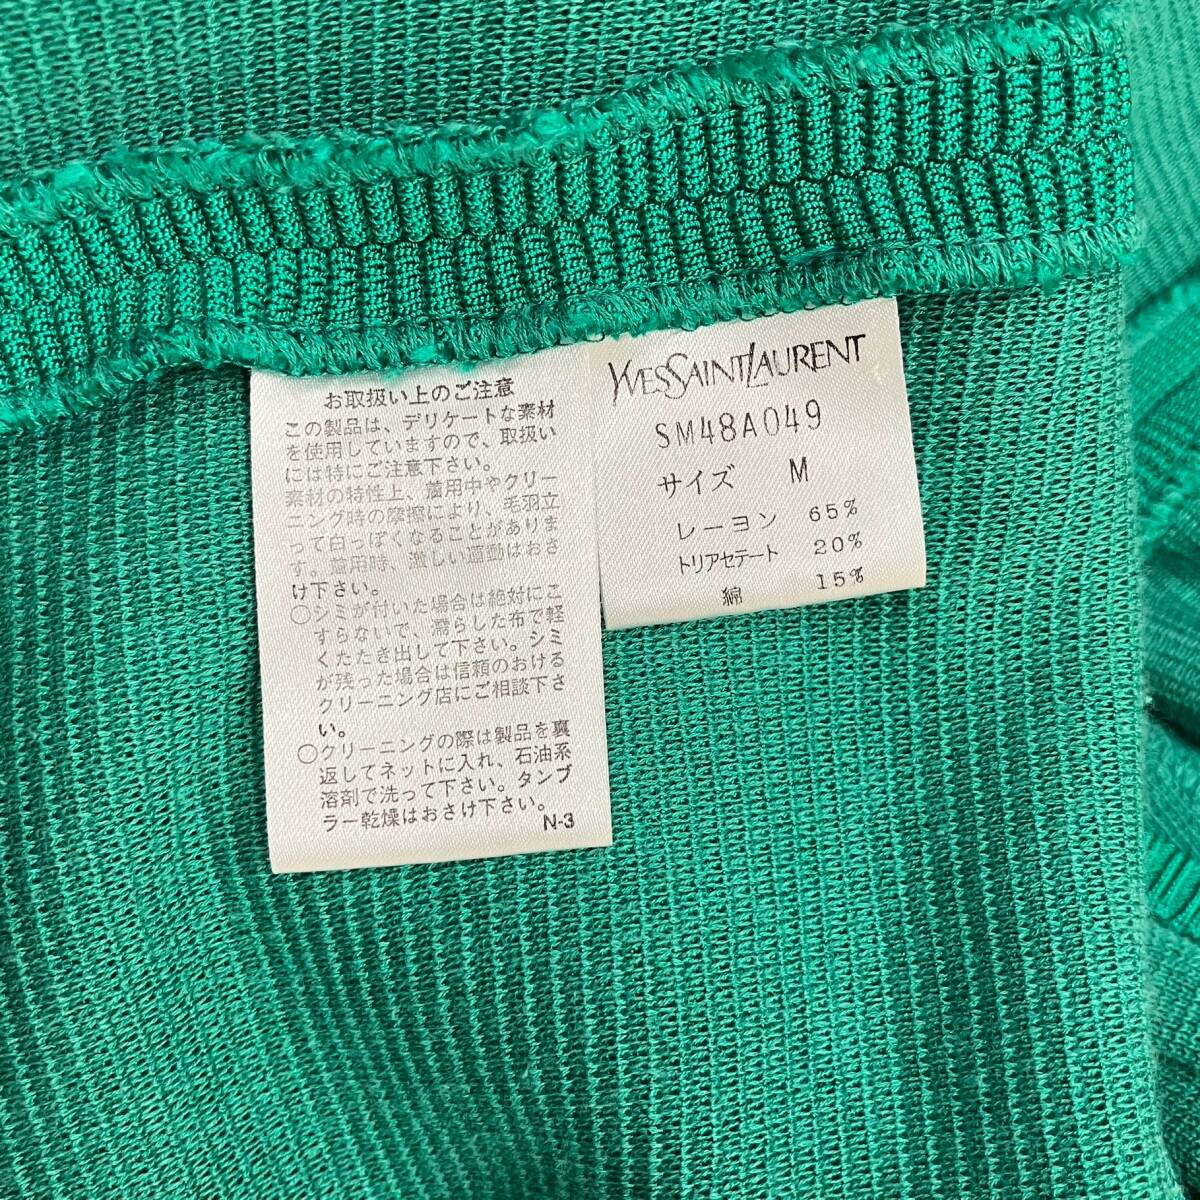 お取扱い上のご注意
この製品は、デリケートな素材
を使用していますので、取扱い
には特にご注意下さい。
素材の特性上、着用中やクリー
ニング時の摩擦により、毛羽立
って白っぽくなることがありま
す。着用時、激しい運動はおさ
け下さい。
○シミが付いた場合は絶対にこ
すらないで、濡らした布で軽
くたたき出して下さい。シミ
が残った場合は信頼のおける
クリーニング店にご相談下さ
い。
○クリーニングの際は製品を裏
返してネットに入れ、石油系
溶剤で洗って下さい。タンブ
ラー乾燥はおさけ下さい。
N-3
YVESSAINTLAURENT
SM48A049
サイズ M
レーヨン 65%
トリアセテート 20%
綿 15%